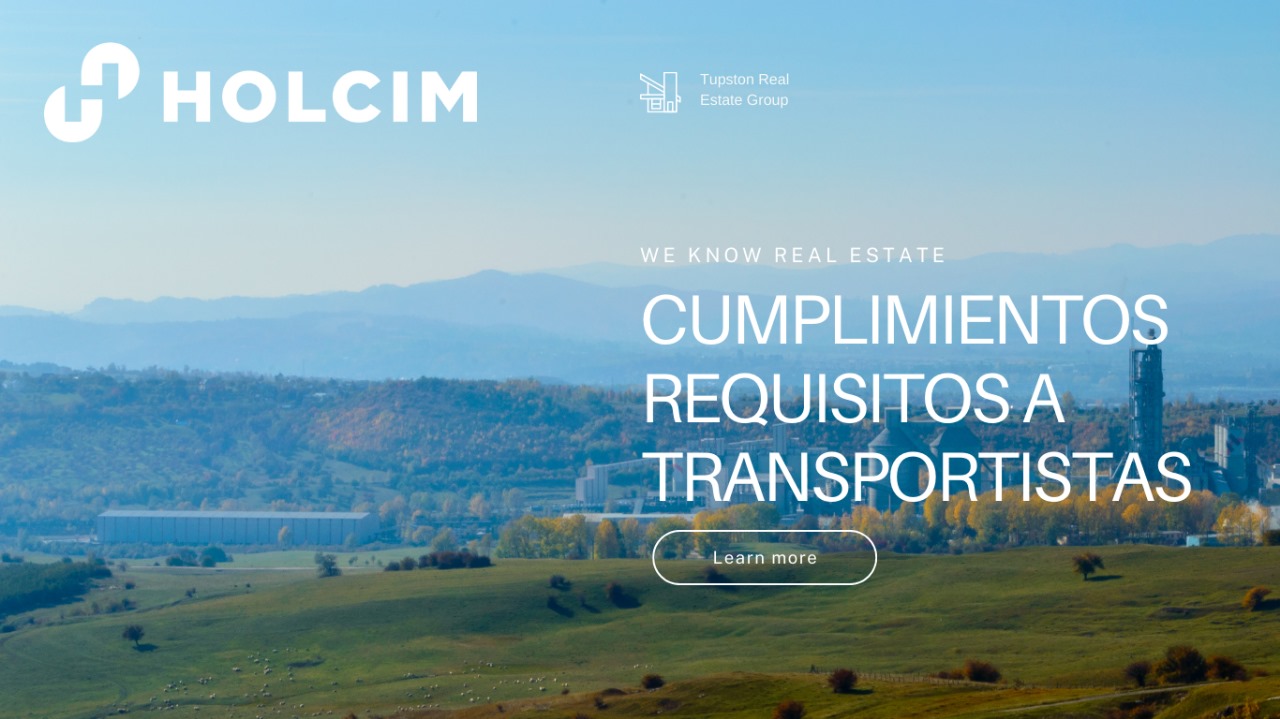 HOLCIM
Tupston Real
Estate Group
WE KNOW REAL ESTATE
CUMPLIMIENTOS
REQUISITOS A
TRANSPORTISTAS
Learn more